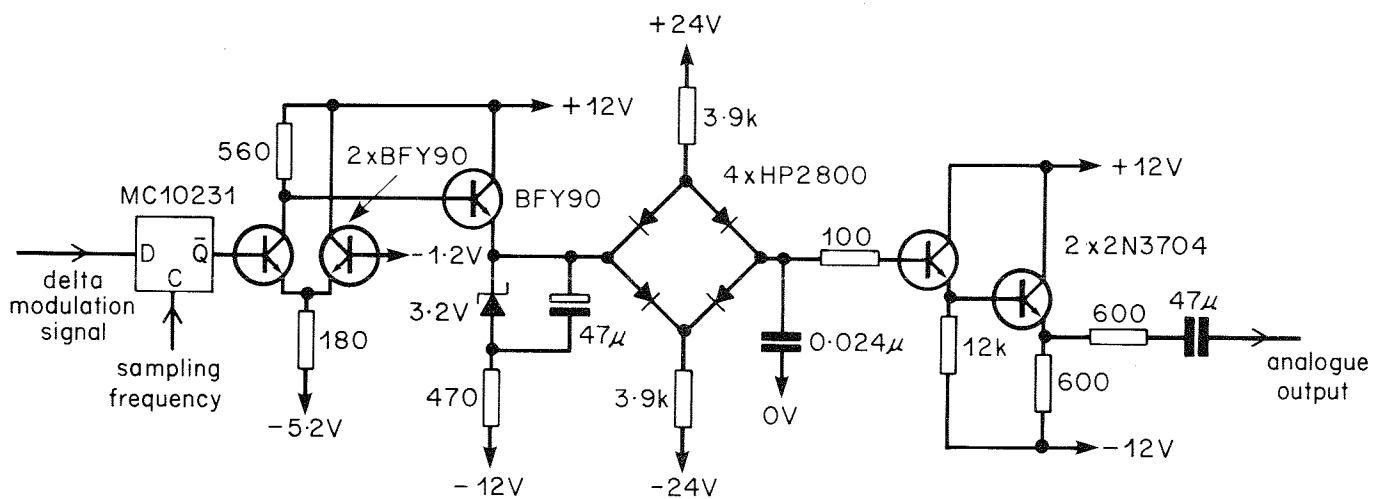 +24V
3·9k
+12V
560
2xBFY90
MC10231
4xHP2800
+12V
BFY90
D
Q̄
C
-1·2V
100
2x2N3704
delta
modulation
signal
3·2V
47μ
0·024μ
12k
600
47μ
180
sampling
frequency
470
3·9k
0V
600
analogue
output
-5·2V
-12V
-12V
-24V